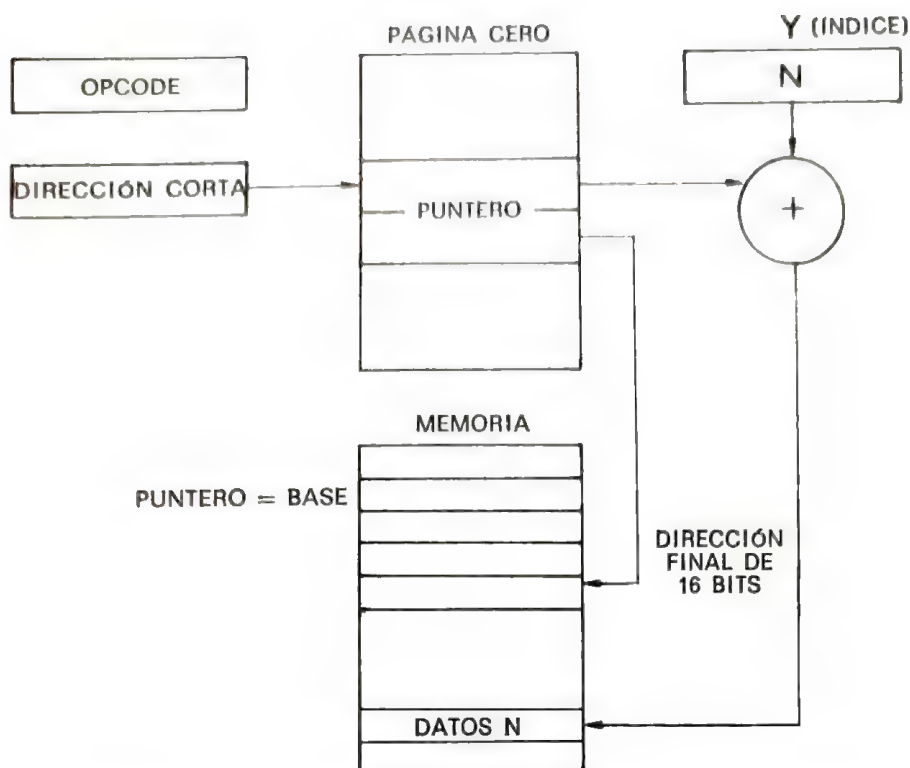 Y (INDICE)
PAGINA CERO
OPCODE
N
DIRECCIÓN CORTA
PUNTERO
+
MEMORIA
PUNTERO = BASE
DIRECCIÓN
FINAL DE
16 BITS
DATOS N